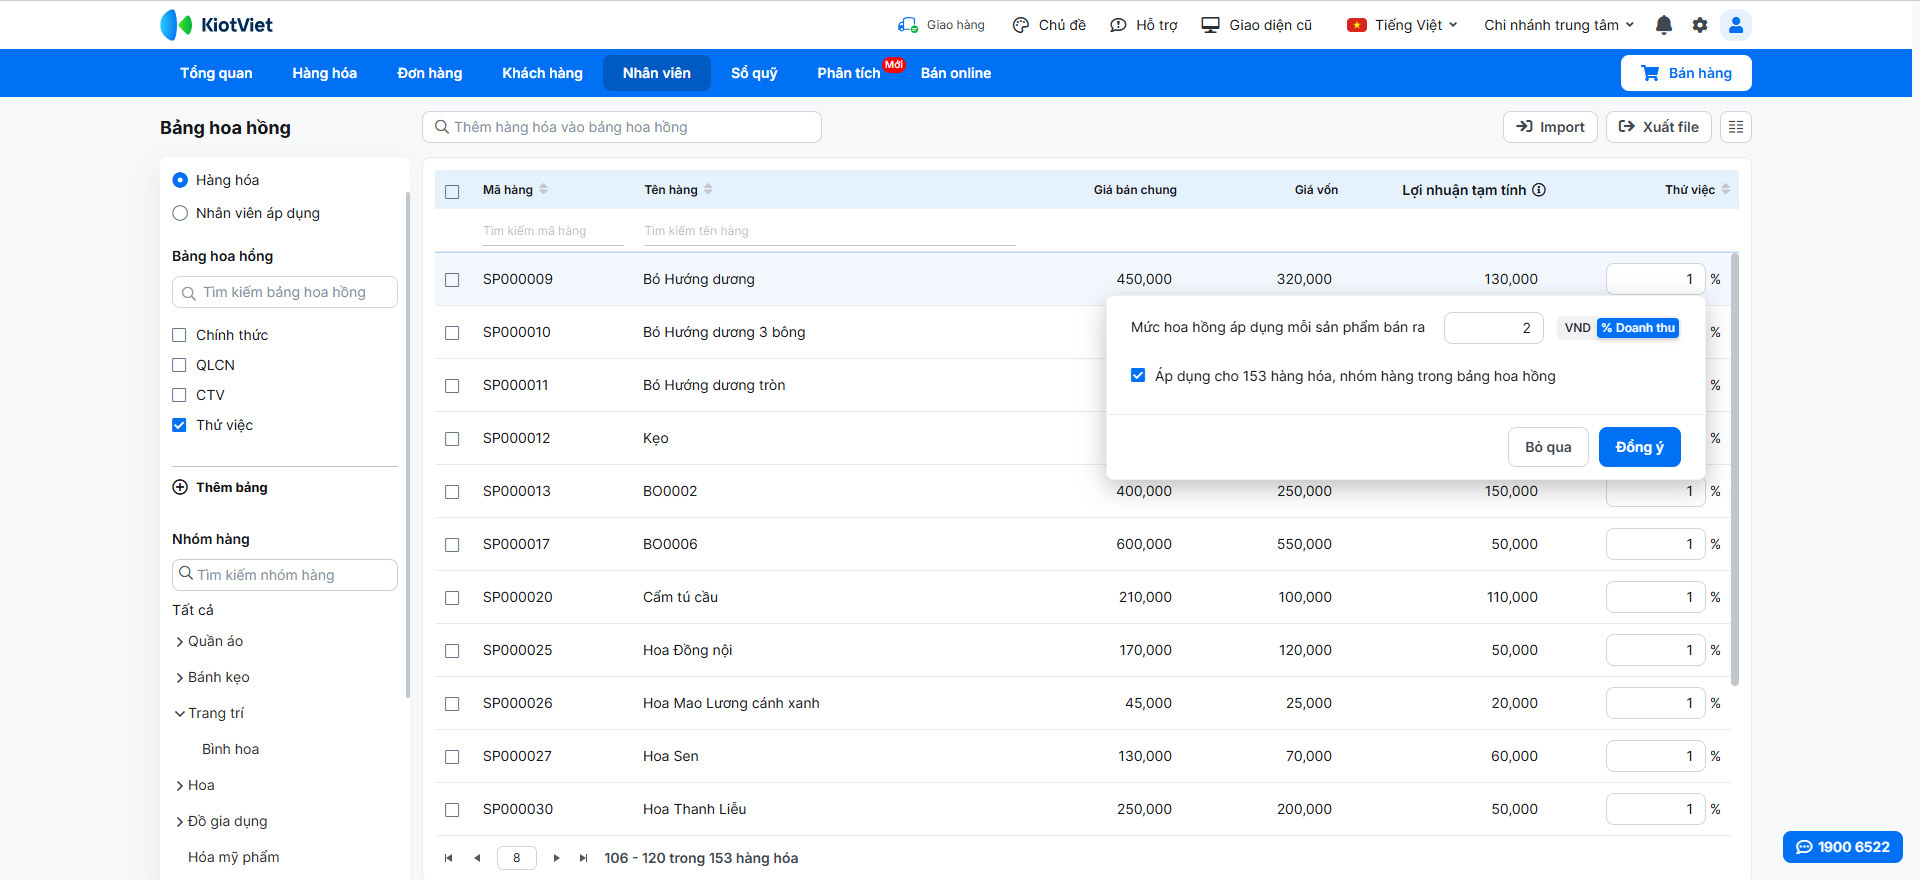 KiotViet
Giao hàng
Chủ đề
Hỗ trợ
Giao diện cũ
Tiếng Việt
Chi nhánh trung tâm
Tổng quan
Hàng hóa
Đơn hàng
Khách hàng
Nhân viên
Sổ quỹ
Phân tích
Mới
Bán online
Bán hàng
Bảng hoa hồng
Thêm hàng hóa vào bảng hoa hồng
Import
Xuất file
Hàng hóa
Nhân viên áp dụng
Bảng hoa hồng
Tìm kiếm bảng hoa hồng
Chính thức
QLCN
CTV
Thử việc
Thêm bảng
Nhóm hàng
Tìm kiếm nhóm hàng
Tất cả
Quần áo
Bánh kẹo
Trang trí
Bình hoa
Hoa
Đồ gia dụng
Hóa mỹ phẩm
Mã hàng Tên hàng Giá bán chung Giá vốn Lợi nhuận tạm tính Thử việc
Tìm kiếm mã hàng Tìm kiếm tên hàng
SP000009 Bó Hướng dương 450,000 320,000 130,000 1 %
SP000010 Bó Hướng dương 3 bông %
SP000011 Bó Hướng dương tròn %
SP000012 Kẹo %
SP000013 BO0002 400,000 250,000 150,000 1 %
SP000017 BO0006 600,000 550,000 50,000 1 %
SP000020 Cẩm tú cầu 210,000 100,000 110,000 1 %
SP000025 Hoa Đồng nội 170,000 120,000 50,000 1 %
SP000026 Hoa Mao Lương cánh xanh 45,000 25,000 20,000 1 %
SP000027 Hoa Sen 130,000 70,000 60,000 1 %
SP000030 Hoa Thanh Liễu 250,000 200,000 50,000 1 %
Mức hoa hồng áp dụng mỗi sản phẩm bán ra 2 VND % Doanh thu
Áp dụng cho 153 hàng hóa, nhóm hàng trong bảng hoa hồng
Bỏ qua
Đồng ý
8
106 - 120 trong 153 hàng hóa
1900 6522